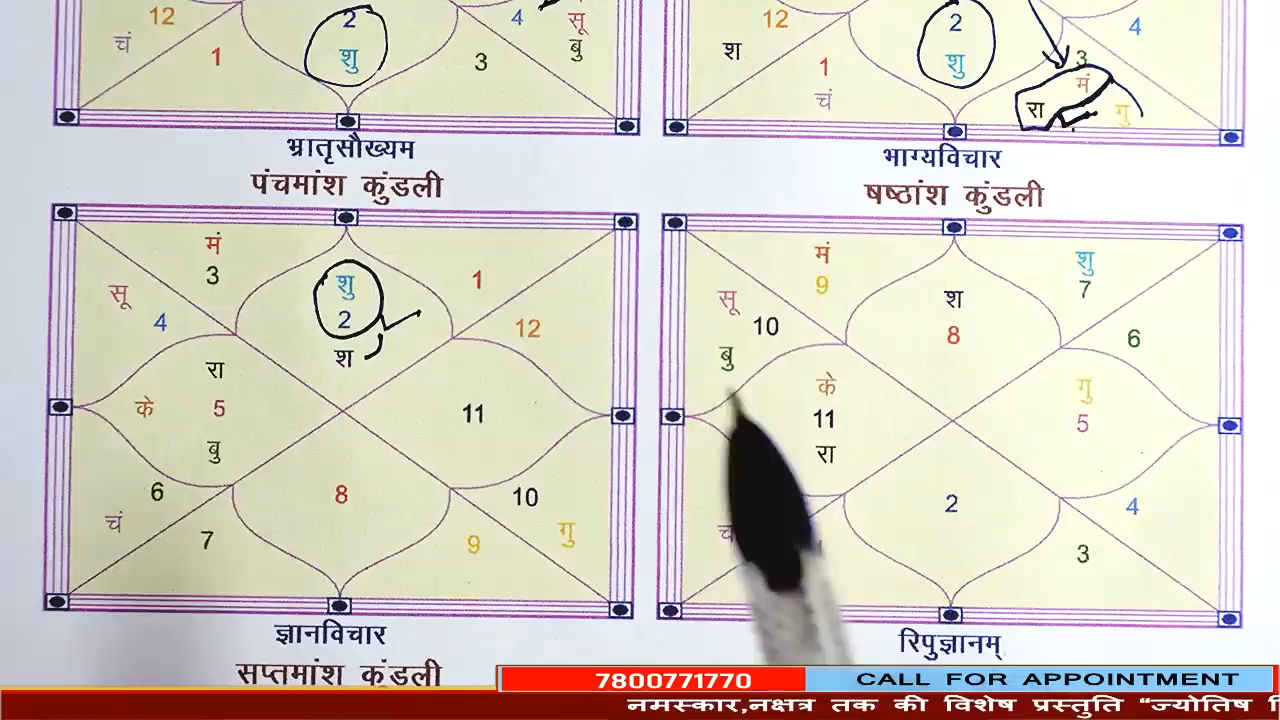 12 2 4 सू
चं शु बु
1 3
12 2 4
श शु 3
1 मं
चं रा गु
भ्रातृसौख्यम
भाग्यविचार
पंचमांश कुंडली
षष्ठांश कुंडली
मं
3 शु 1
सू 2
4 श 12
रा
के 5 11
बु
6 8 10
चं 7 9 गु
मं शु
9 श 7
सू 10 8 6
बु
के गु
11 5
रा
2 4
3
ज्ञानविचार
रिपुज्ञानम्
सप्तमांश कुंडली
7800771770 CALL FOR APPOINTMENT
नमस्कार,नक्षत्र तक की विशेष प्रस्तुति “ज्योतिष